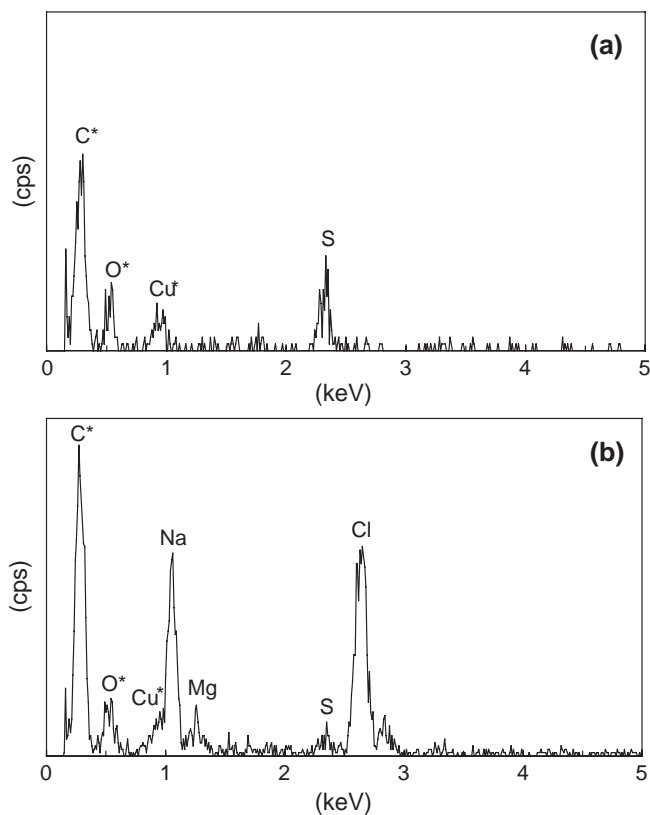 (a)
C*
O*
Cu*
S
(cps)
0 1 2 3 4 5
(keV)
(b)
C*
Na
Cl
O*
Cu*
Mg
S
(cps)
0 1 2 3 4 5
(keV)